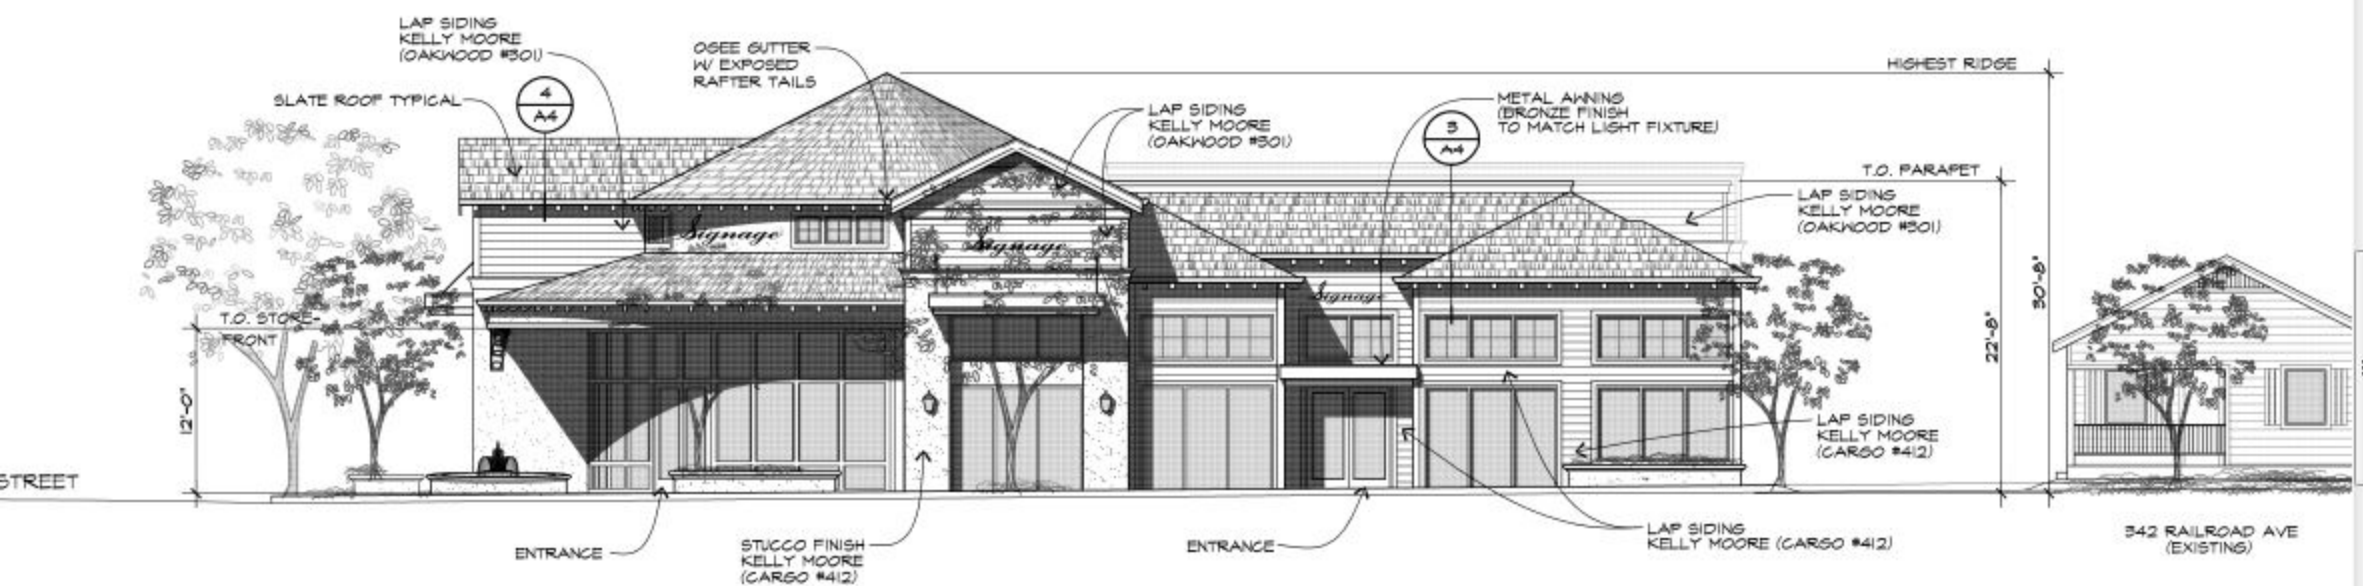 LAP SIDING
KELLY MOORE
(OAKWOOD #301)
OGEE GUTTER
W/ EXPOSED
RAFTER TAILS
SLATE ROOF TYPICAL
4
A4
LAP SIDING
KELLY MOORE
(OAKWOOD #301)
METAL AWNING
(BRONZE FINISH
TO MATCH LIGHT FIXTURE)
3
A4
HIGHEST RIDGE
T.O. PARAPET
LAP SIDING
KELLY MOORE
(OAKWOOD #301)
Signage
Signage
Signage
T.O. STORE-
FRONT
12'-0"
30'-8"
22'-8"
STREET
LAP SIDING
KELLY MOORE
(CARGO #412)
ENTRANCE
STUCCO FINISH
KELLY MOORE
(CARGO #412)
ENTRANCE
LAP SIDING
KELLY MOORE (CARGO #412)
342 RAILROAD AVE
(EXISTING)